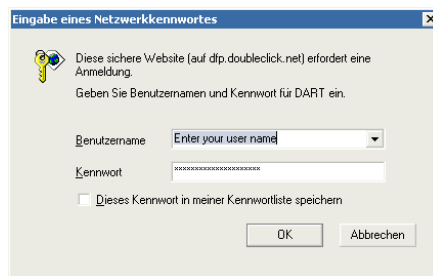 Eingabe eines Netzwerkkennwortes
Diese sichere Website (auf dfp.doubleclick.net) erfordert eine
Anmeldung.
Geben Sie Benutzernamen und Kennwort für DART ein.
Benutzername
Enter your user name
Kennwort
xxxxxxxxxxxxxxxxxxxx
Dieses Kennwort in meiner Kennwortliste speichern
OK
Abbrechen